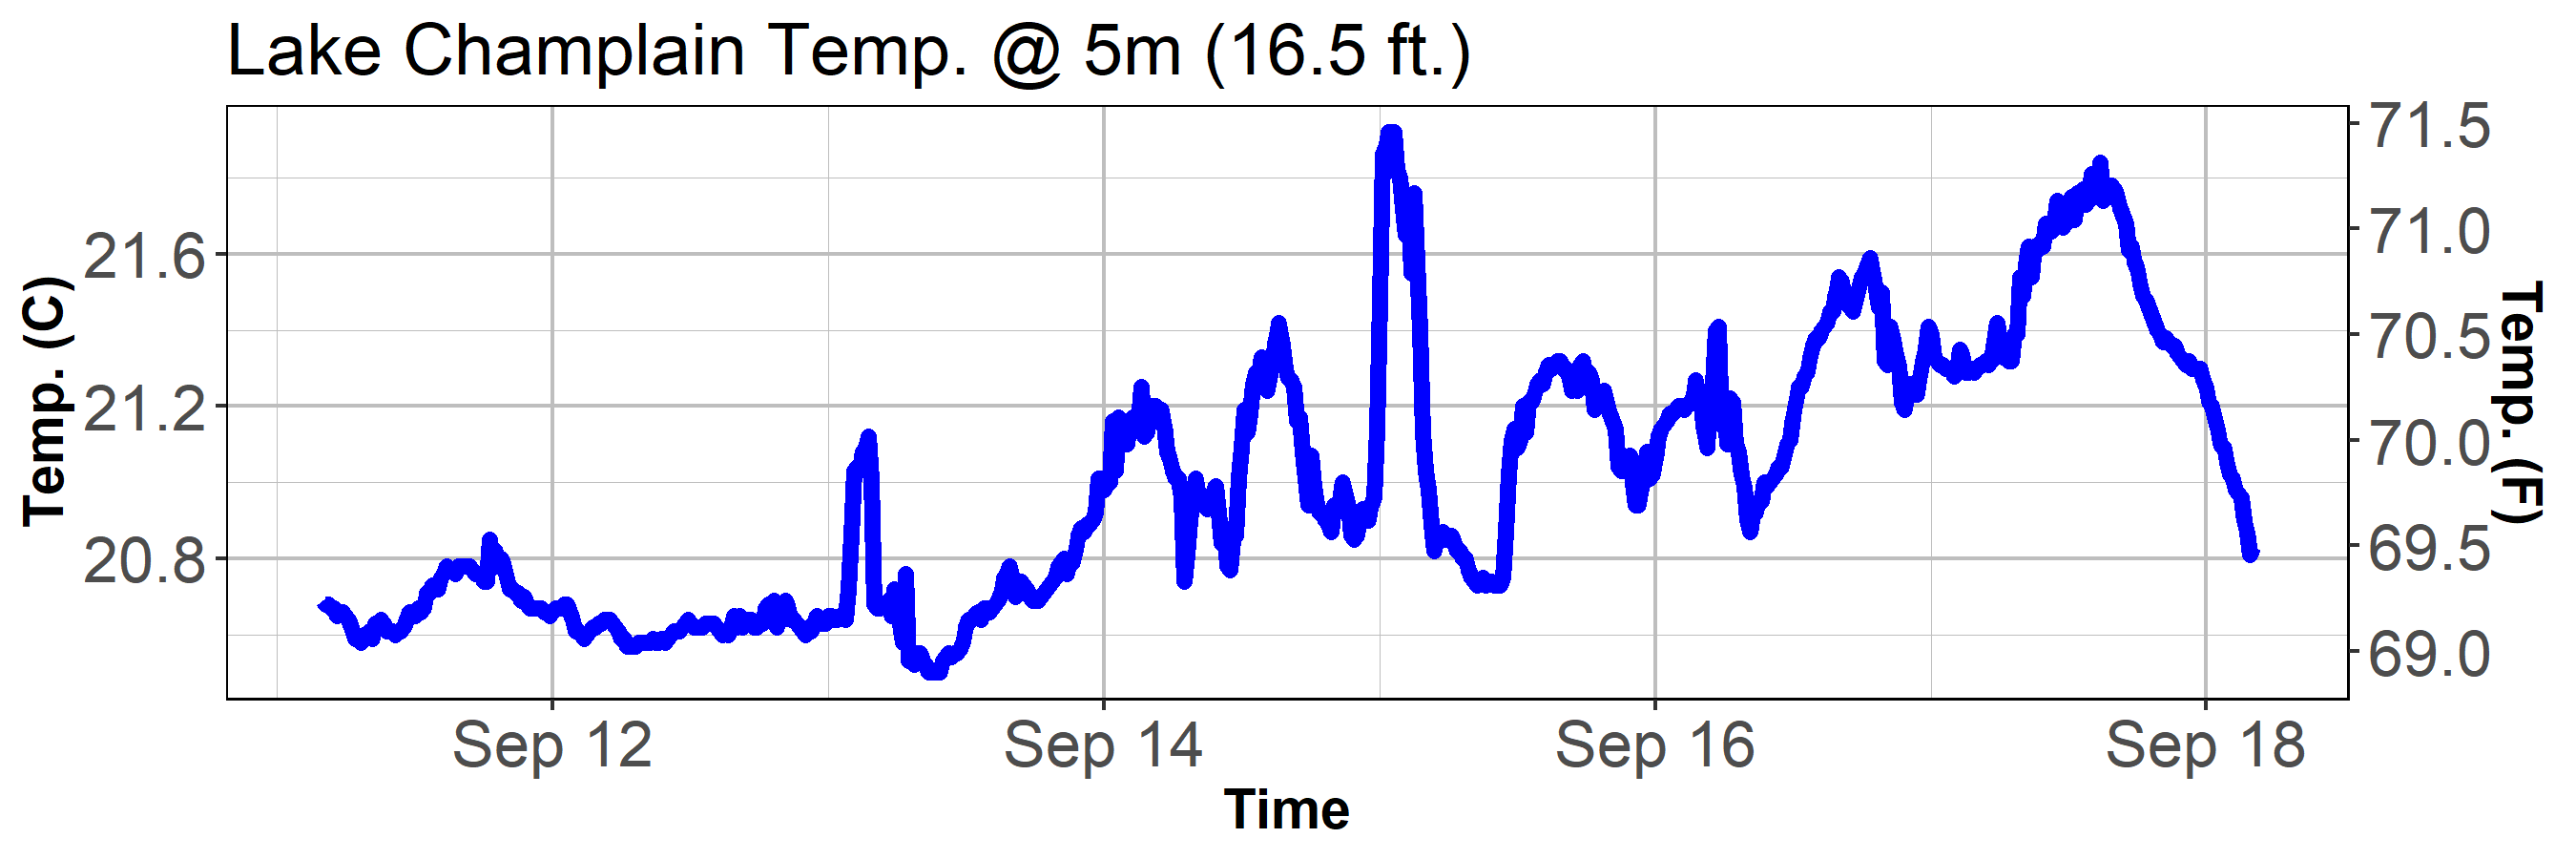 Lake Champlain Temp. @ 5m (16.5 ft.)
Temp. (C)
21.6
21.2
20.8
71.5
71.0
70.5
70.0
69.5
69.0
Temp. (F)
Sep 12 Sep 14 Sep 16 Sep 18
Time